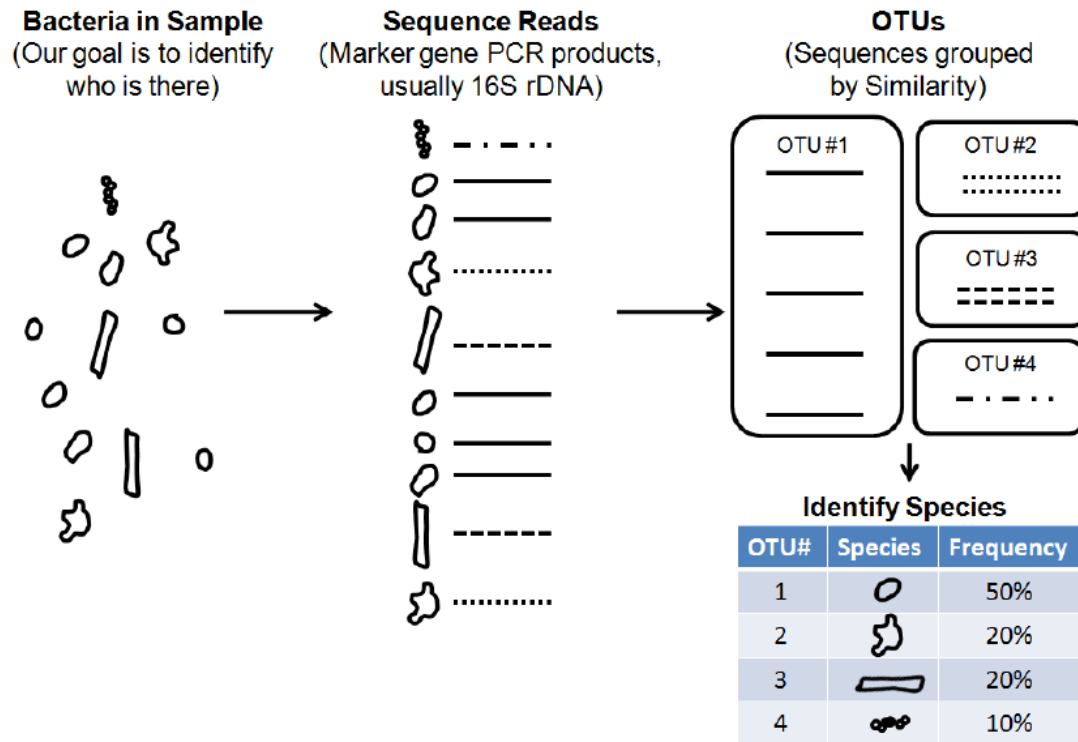 Bacteria in Sample
(Our goal is to identify
who is there)
Sequence Reads
(Marker gene PCR products,
usually 16S rDNA)
OTUs
(Sequences grouped
by Similarity)
OTU#1
OTU#2
OTU#3
OTU#4
Identify Species
OTU# Species Frequency
1 50%
2 20%
3 20%
4 10%